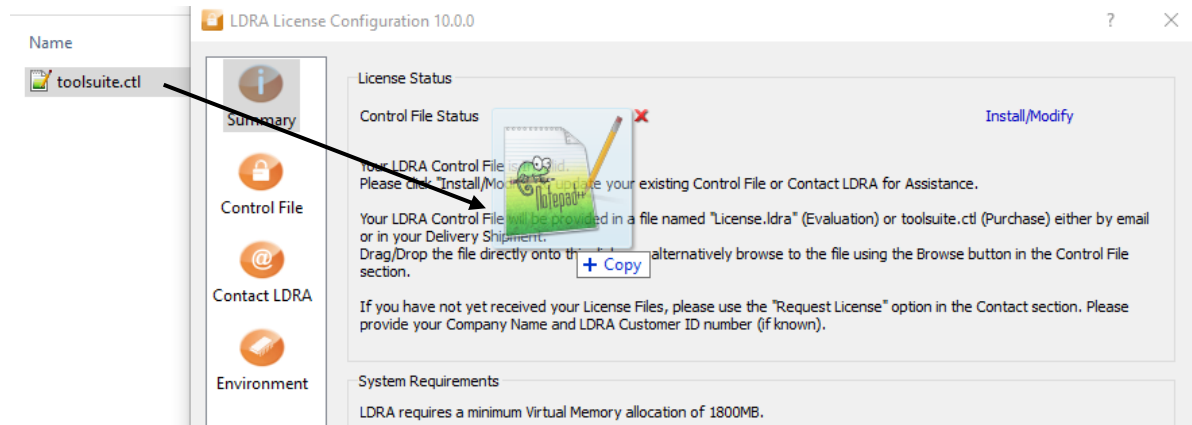 LDRA License Configuration 10.0.0
?
Name
toolsuite.ctl
Summary
Control File
Contact LDRA
Environment
License Status
Control File Status
Install/Modify
Your LDRA Control File is
Please click "Install/Mod update your existing Control File or Contact LDRA for Assistance.
Your LDRA Control File will be provided in a file named "License.ldra" (Evaluation) or toolsuite.ctl (Purchase) either by email
or in your Delivery Shipment.
Drag/Drop the file directly onto alternatively browse to the file using the Browse button in the Control File
section.
Notepad++
+ Copy
If you have not yet received your License Files, please use the "Request License" option in the Contact section. Please
provide your Company Name and LDRA Customer ID number (if known).
System Requirements
LDRA requires a minimum Virtual Memory allocation of 1800MB.